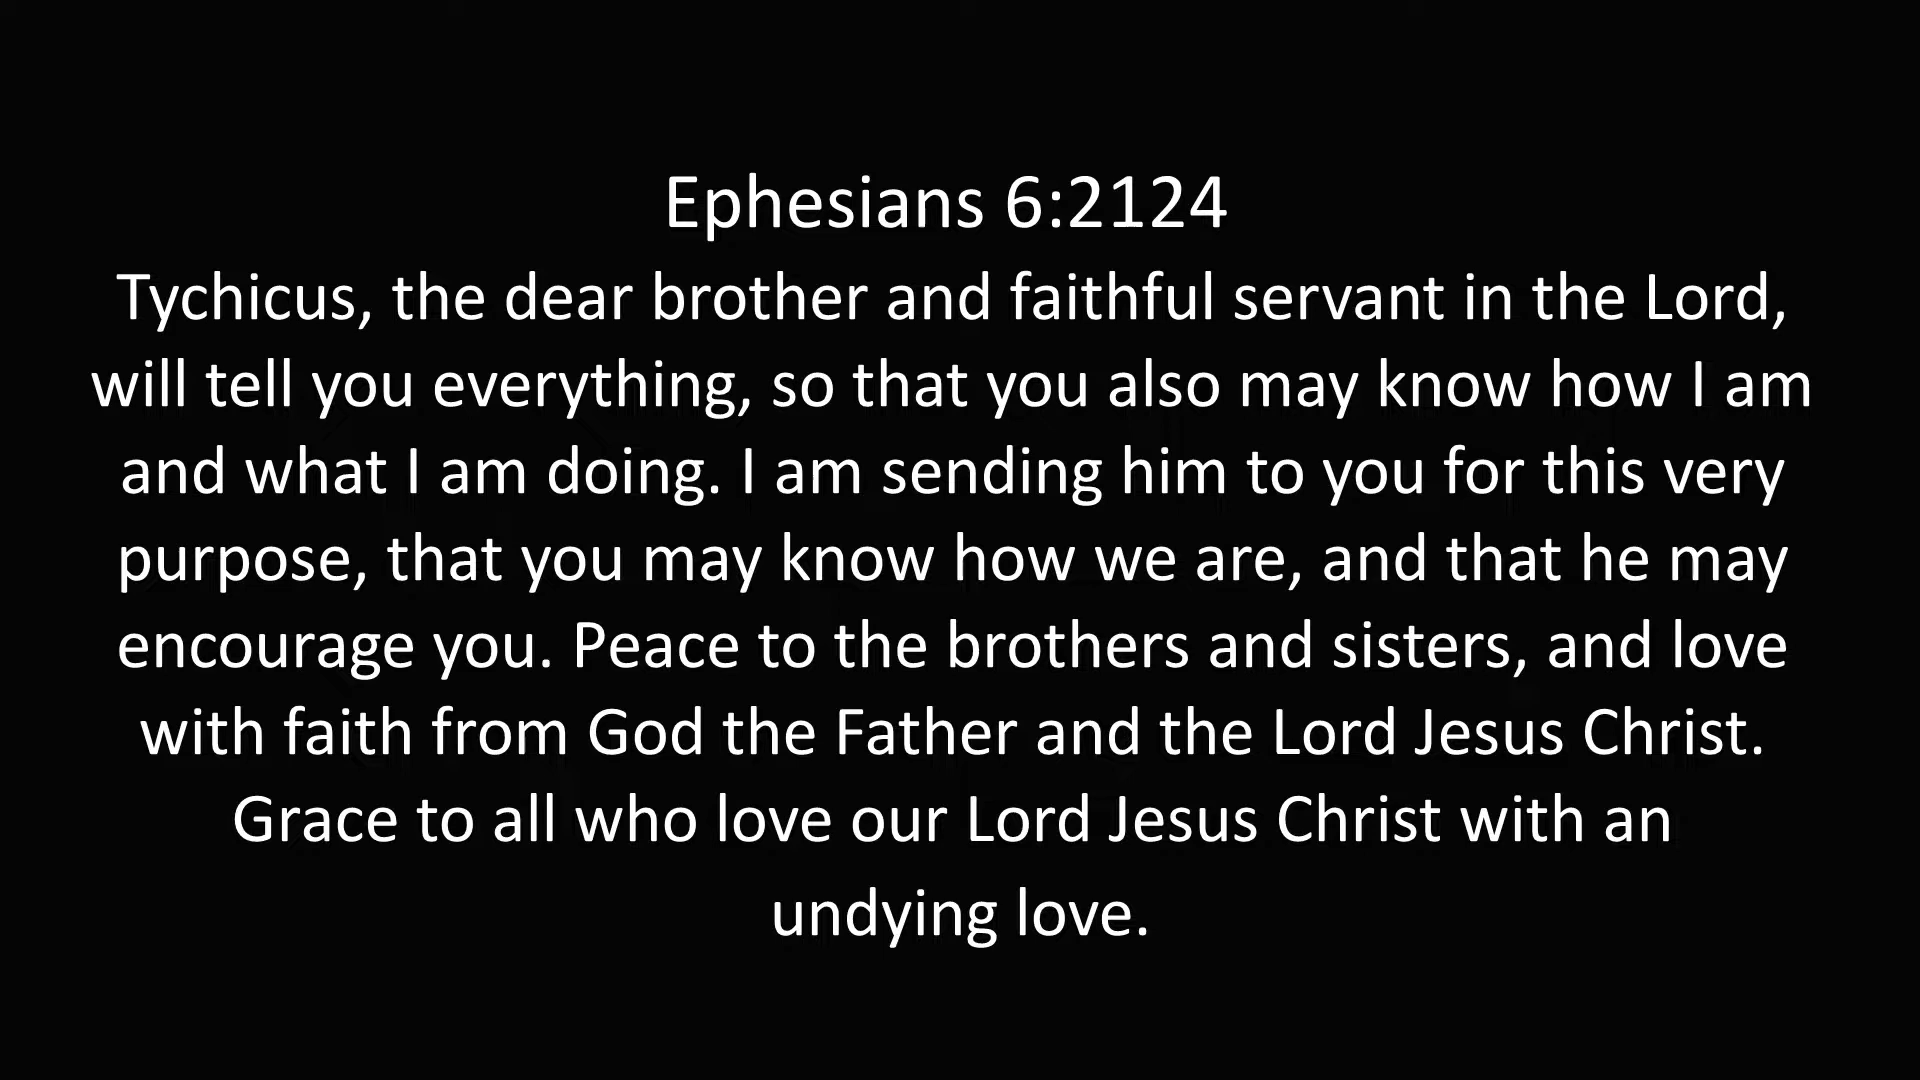 Ephesians 6:2124
Tychicus, the dear brother and faithful servant in the Lord,
will tell you everything, so that you also may know how I am
and what I am doing. I am sending him to you for this very
purpose, that you may know how we are, and that he may
encourage you. Peace to the brothers and sisters, and love
with faith from God the Father and the Lord Jesus Christ.
Grace to all who love our Lord Jesus Christ with an
undying love.